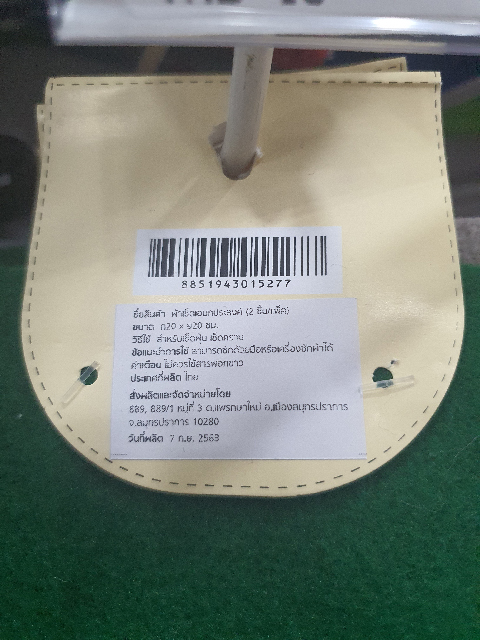 8851943015277
ชื่อสินค้า ผ้าเช็ดเอนกประสงค์ (2 ชิ้น/แพ็ค)
ขนาด ก20 x ย20 ซม.
วิธีใช้ สำหรับเช็ดฝุ่น เช็ดคราบ
ข้อแนะนำการใช้ สามารถซักด้วยมือหรือเครื่องซักผ้าได้
คำเตือน ไม่ควรใช้สารฟอกขาว
ประเทศที่ผลิต ไทย
สั่งผลิตและจัดจำหน่ายโดย
889, 889/1 หมู่ที่ 3 ต.แพรกษาใหม่ อ.เมืองสมุทรปราการ
จ.สมุทรปราการ 10280
วันที่ผลิต 7 ก.ย. 2563